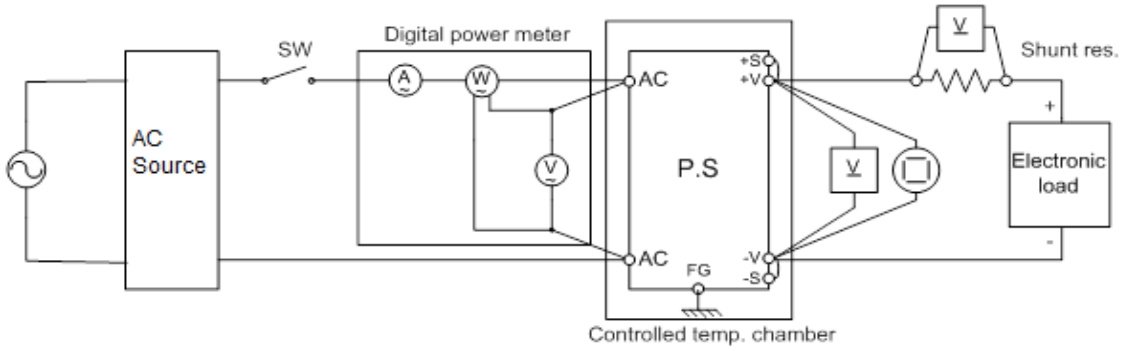 Digital power meter
SW
Shunt res.
V
A
W
AC
+S
+V
AC
Source
V
P.S
V
Electronic
load
+
-
AC
FG
-V
-S
Controlled temp. chamber